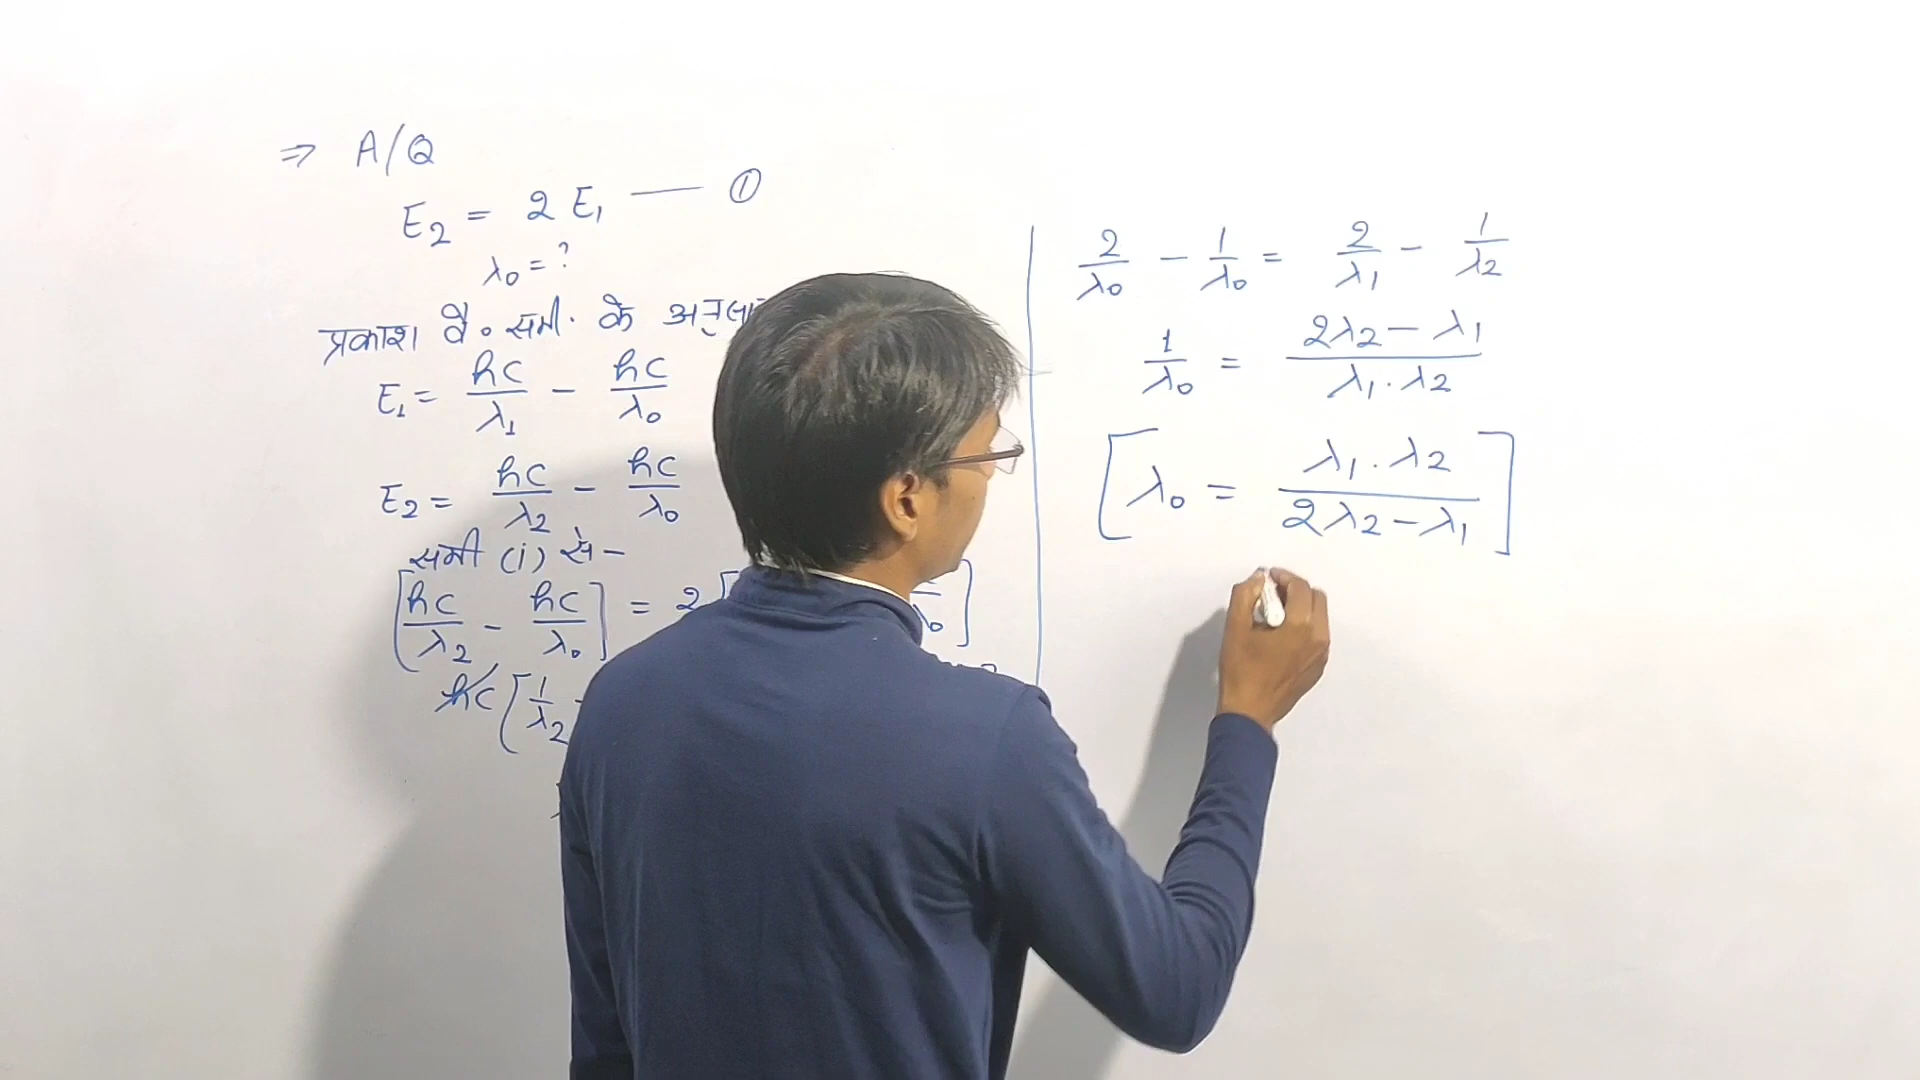 ⇒ A/Q
E₂ = 2 E₁ —— ①
λ₀ = ?
प्रकाश वै० समी. के
E₁ = hc/λ₁ - hc/λ₀
E₂ = hc/λ₂ - hc/λ₀
समी (i) से -
[hc/λ₂ - hc/λ₀] = 2 [
hc [1/λ₂
2/λ₀ - 1/λ₀ = 2/λ₁ - 1/λ₂
1/λ₀ = (2λ₂ - λ₁)/(λ₁.λ₂)
[λ₀ = (λ₁.λ₂)/(2λ₂ - λ₁)]